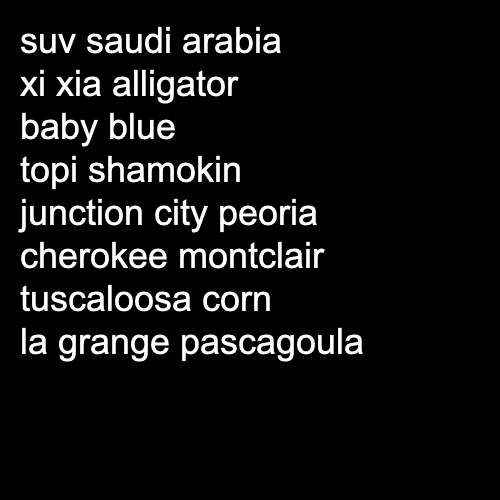 suv saudi arabia
xi xia alligator
baby blue
topi shamokin
junction city peoria
cherokee montclair
tuscaloosa corn
la grange pascagoula